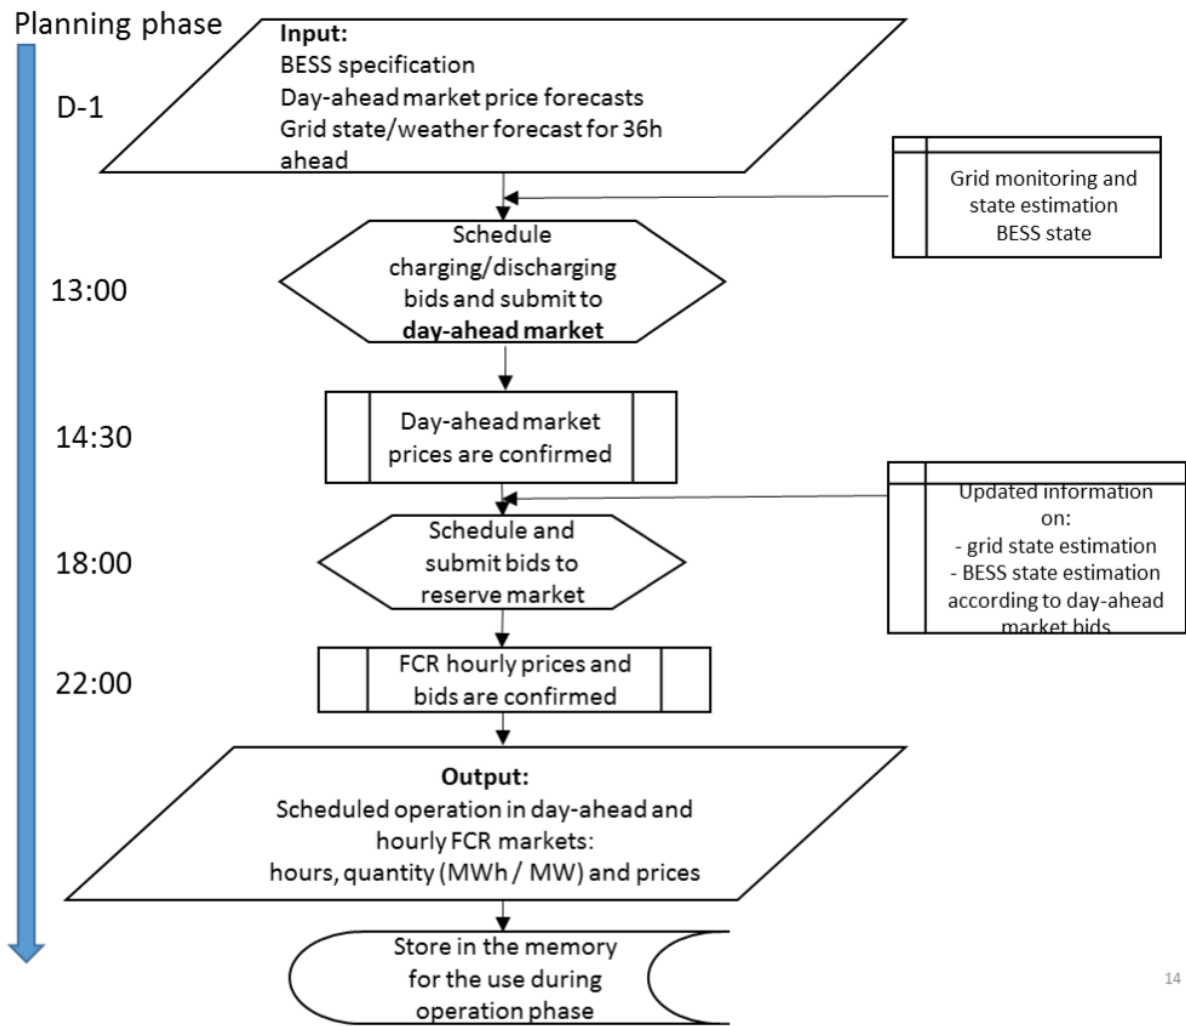 Planning phase
D-1
Input:
BESS specification
Day-ahead market price forecasts
Grid state/weather forecast for 36h
ahead
Grid monitoring and
state estimation
BESS state
13:00
Schedule
charging/discharging
bids and submit to
day-ahead market
14:30
Day-ahead market
prices are confirmed
Updated information
on:
- grid state estimation
- BESS state estimation
according to day-ahead
market bids
18:00
Schedule and
submit bids to
reserve market
22:00
FCR hourly prices and
bids are confirmed
Output:
Scheduled operation in day-ahead and
hourly FCR markets:
hours, quantity (MWh / MW) and prices
Store in the memory
for the use during
operation phase
14